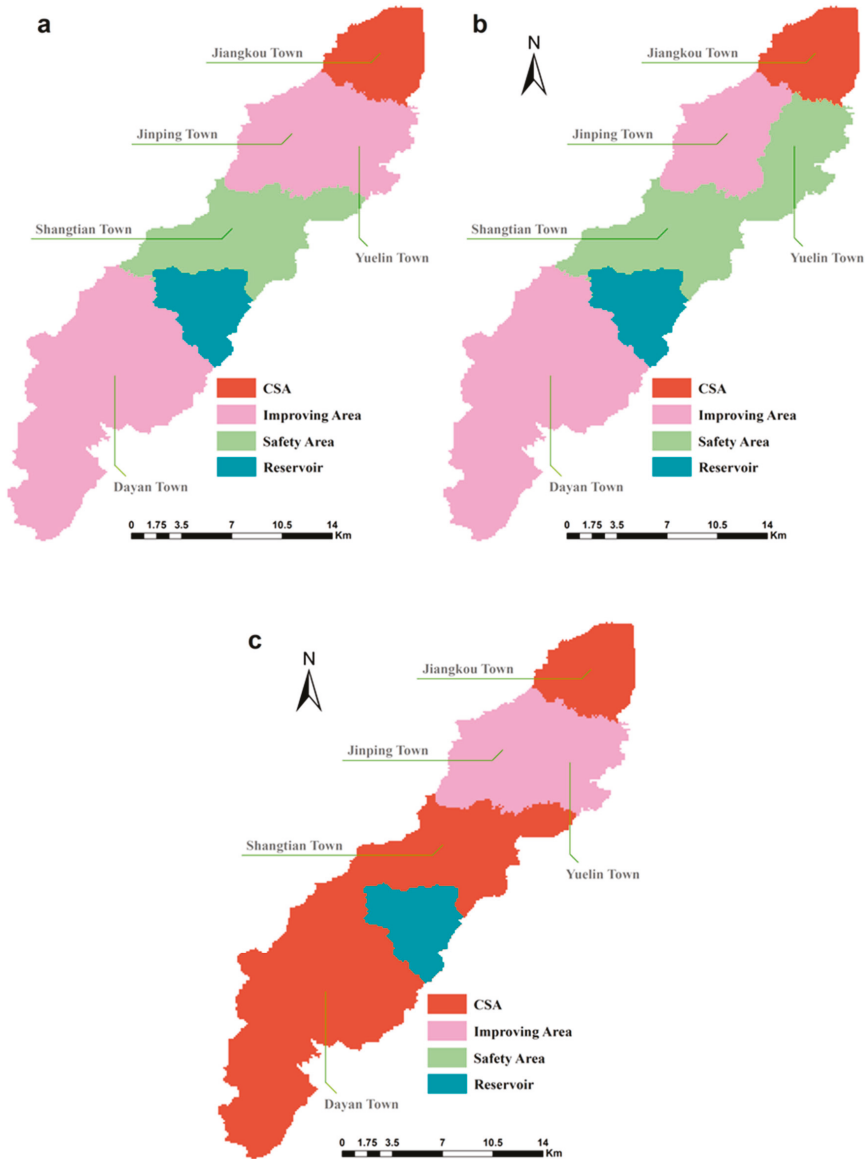 a
Jiangkou Town
Jinping Town
Shangtian Town
Yuelin Town
CSA
Improving Area
Safety Area
Reservoir
Dayan Town
0 1.75 3.5 7 10.5 14
Km
b
N
Jiangkou Town
Jinping Town
Shangtian Town
Yuelin Town
CSA
Improving Area
Safety Area
Reservoir
Dayan Town
0 1.75 3.5 7 10.5 14
Km
c
N
Jiangkou Town
Jinping Town
Shangtian Town
Yuelin Town
CSA
Improving Area
Safety Area
Reservoir
Dayan Town
0 1.75 3.5 7 10.5 14
Km